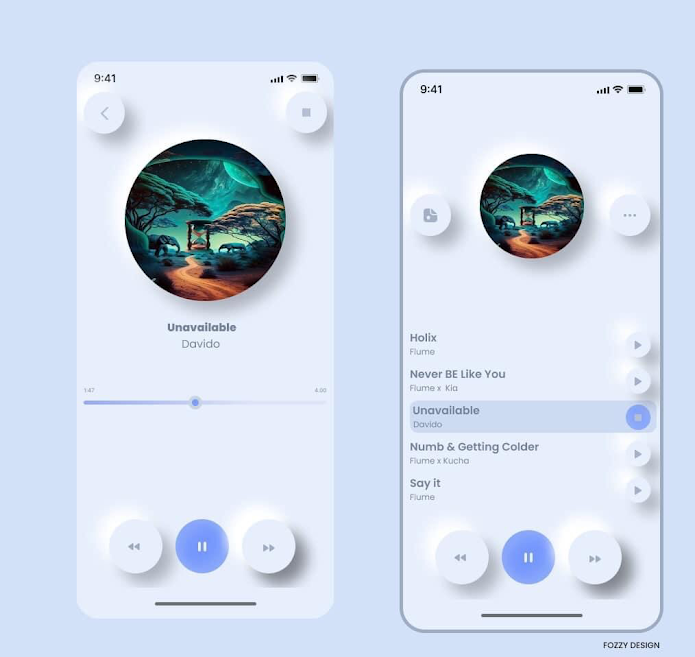 9:41
Unavailable
Davido
1:47
4:00
9:41
Holix
Flume
Never BE Like You
Flume x Kia
Unavailable
Davido
Numb & Getting Colder
Flume x Kucha
Say it
Flume
FOZZY DESIGN